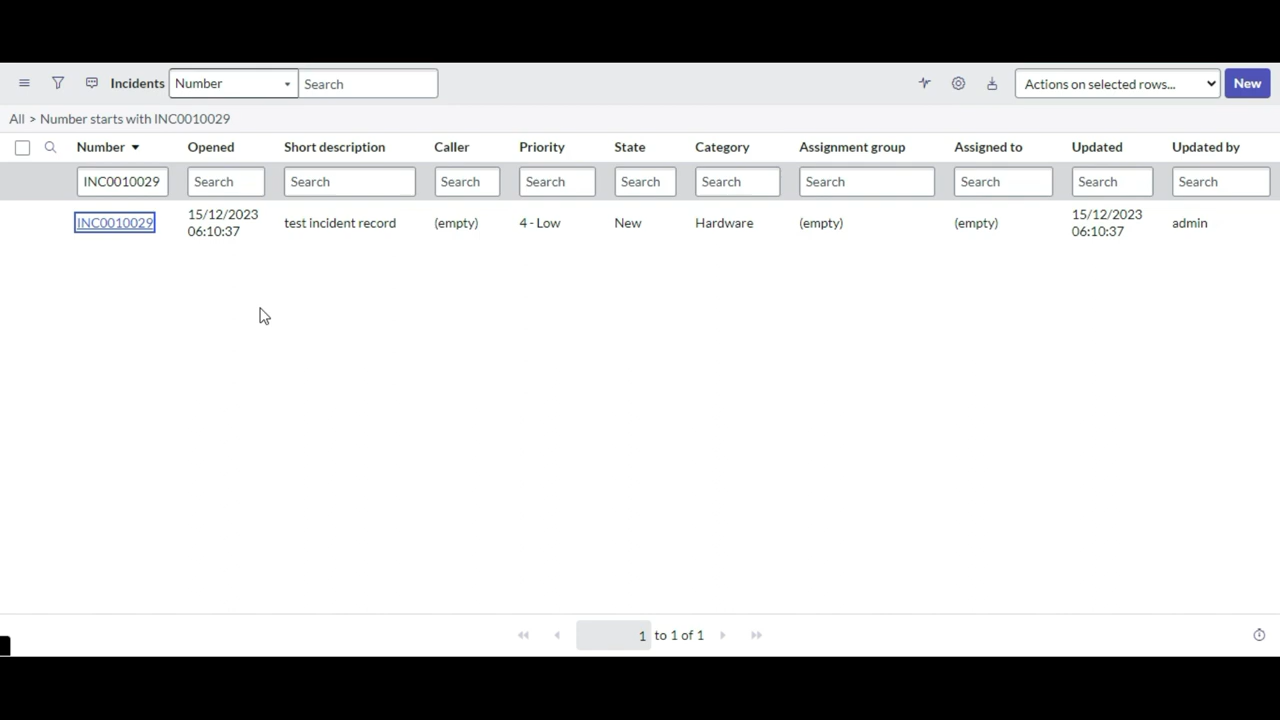 Incidents Number Search Actions on selected rows... New
All > Number starts with INC0010029
Number Opened Short description Caller Priority State Category Assignment group Assigned to Updated Updated by
INC0010029 Search Search Search Search Search Search Search Search Search Search
INC0010029 15/12/2023 06:10:37 test incident record (empty) 4 - Low New Hardware (empty) (empty) 15/12/2023 06:10:37 admin
1 to 1 of 1